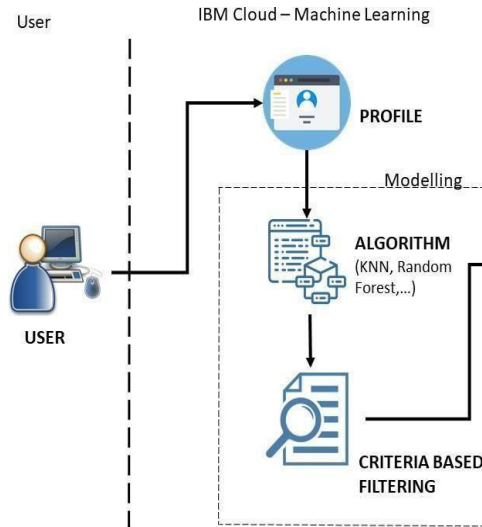 User
IBM Cloud – Machine Learning
PROFILE
Modelling
ALGORITHM
(KNN, Random
Forest,...)
USER
CRITERIA BASED
FILTERING